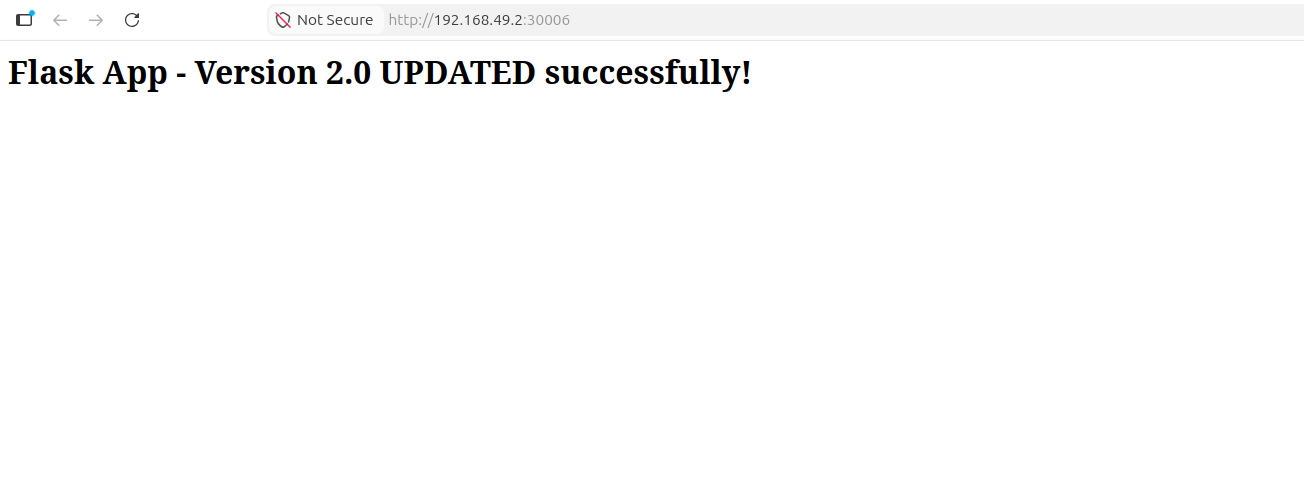 Not Secure http://192.168.49.2:30006
Flask App - Version 2.0 UPDATED successfully!